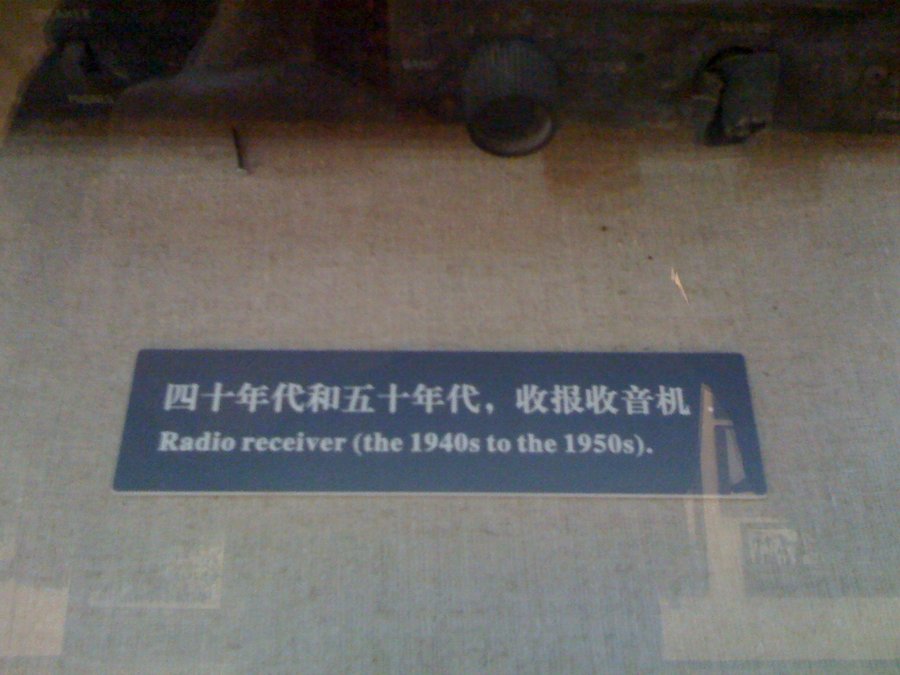 四十年代和五十年代，收报收音机
Radio receiver (the 1940s to the 1950s).